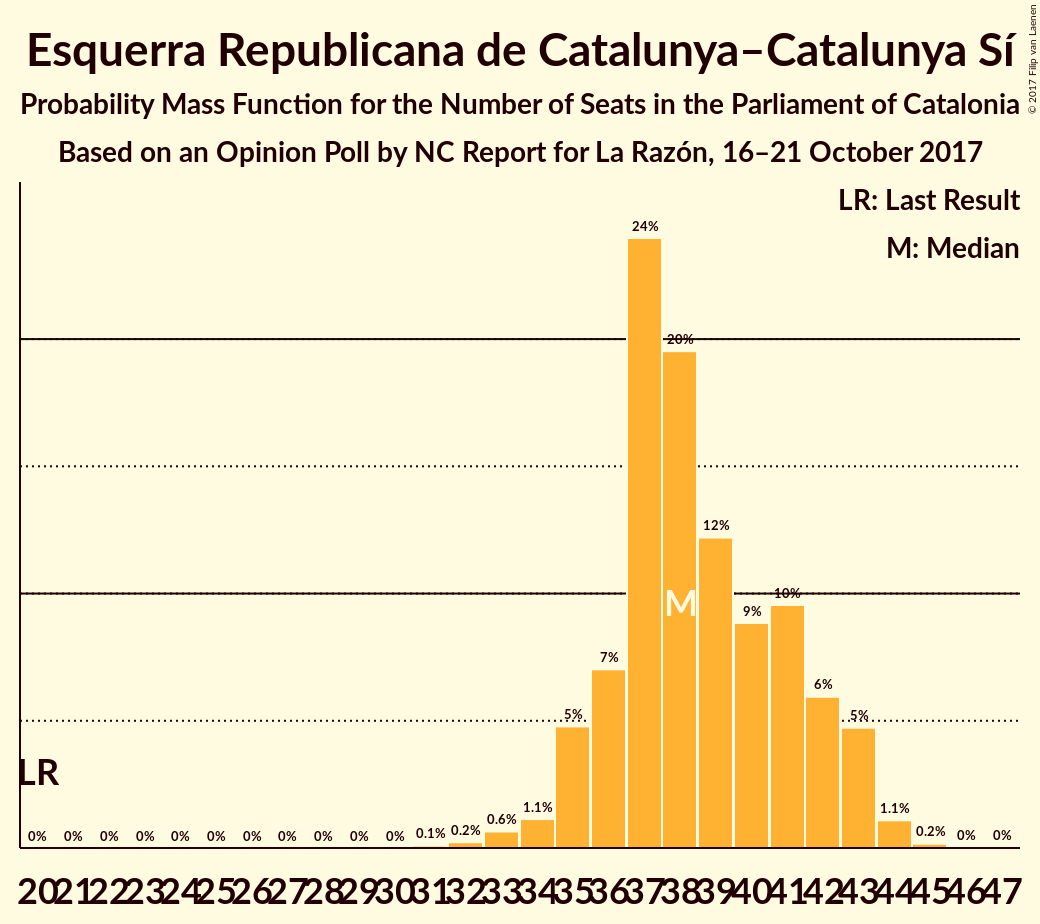 Esquerra Republicana de Catalunya–Catalunya Sí
Probability Mass Function for the Number of Seats in the Parliament of Catalonia
Based on an Opinion Poll by NC Report for La Razón, 16–21 October 2017
© 2017 Filip van Laenen
LR: Last Result
M: Median
24%
20%
12%
10%
9%
7%
6%
5%
5%
M
LR
0% 0% 0% 0% 0% 0% 0% 0% 0% 0% 0% 0.1% 0.2% 0.6% 1.1% 1.1% 0.2% 0% 0%
20 21 22 23 24 25 26 27 28 29 30 31 32 33 34 35 36 37 38 39 40 41 42 43 44 45 46 47